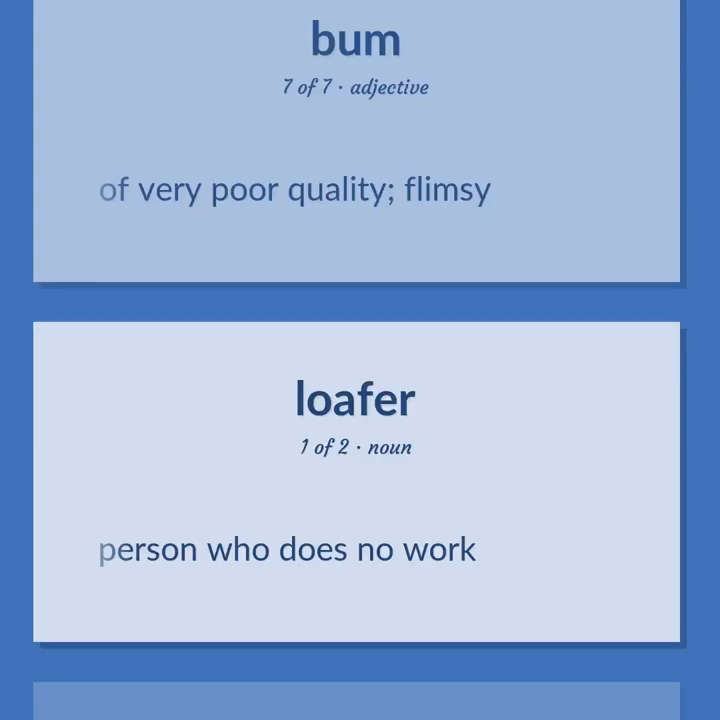 bum
7 of 7 · adjective
of very poor quality; flimsy
loafer
1 of 2 · noun
person who does no work